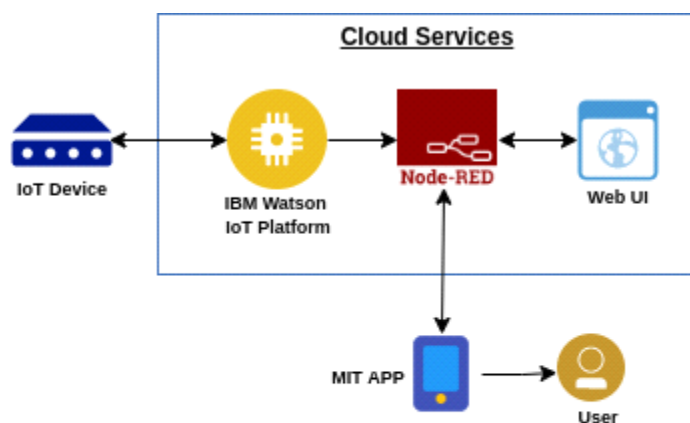 Cloud Services
IoT Device
IBM Watson
IoT Platform
Node-RED
Web UI
MIT APP
User